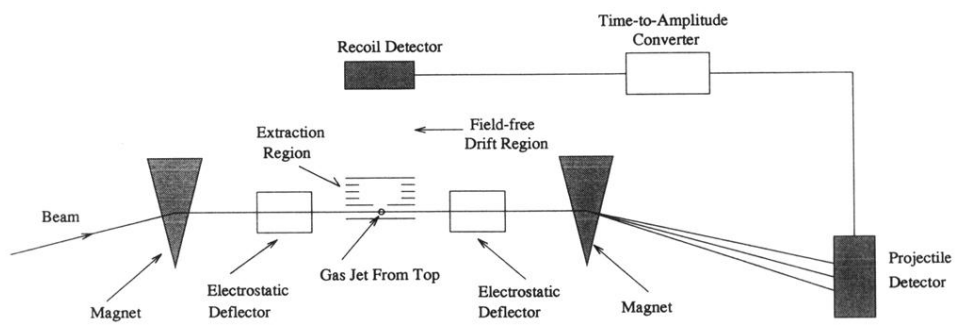 Time-to-Amplitude
Converter
Recoil Detector
Extraction
Region
Field-free
Drift Region
Beam
Gas Jet From Top
Projectile
Detector
Magnet
Electrostatic
Deflector
Electrostatic
Deflector
Magnet